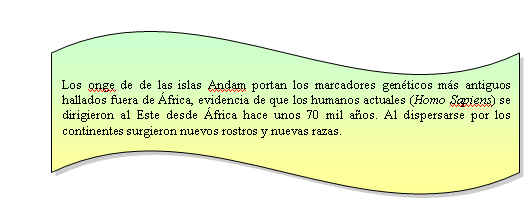 Los onge de de las islas Andam portan los marcadores genéticos más antiguos
hallados fuera de África, evidencia de que los humanos actuales (Homo Sapiens) se
dirigieron al Este desde África hace unos 70 mil años. Al dispersarse por los
continentes surgieron nuevos rostros y nuevas razas.